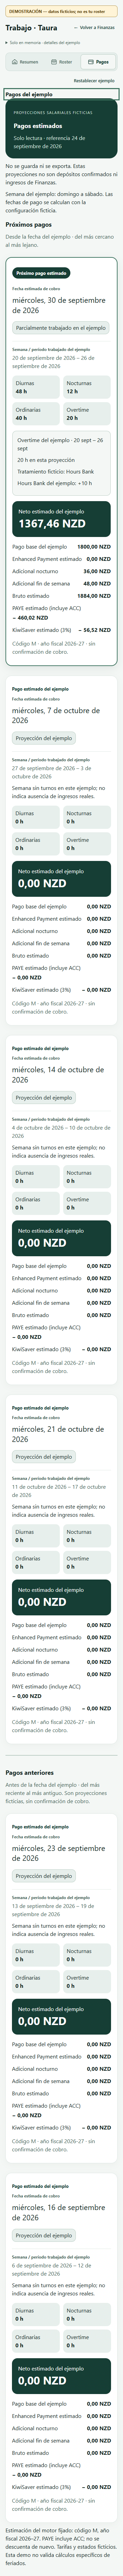 DEMOSTRACIÓN — datos ficticios; no es tu roster
Trabajo · Taura
← Volver a Finanzas
Solo en memoria · detalles del ejemplo
Resumen
Roster
Pagos
Restablecer ejemplo
Pagos del ejemplo
PROYECCIONES SALARIALES FICTICIAS
Pagos estimados
Solo lectura · referencia 24 de septiembre de 2026
No se guarda ni se exporta. Estas
proyecciones no son depósitos confirmados ni
ingresos de Finanzas.
Semana del ejemplo: domingo a sábado. Las
fechas de pago se calculan con la
configuración ficticia.
Próximos pagos
Desde la fecha del ejemplo · del más cercano
al más lejano.
Próximo pago estimado
Fecha estimada de cobro
miércoles, 30 de septiembre
de 2026
Parcialmente trabajado en el ejemplo
Semana / periodo trabajado del ejemplo
20 de septiembre de 2026 – 26 de
septiembre de 2026
Diurnas
48 h
Nocturnas
12 h
Ordinarias
40 h
Overtime
20 h
Overtime del ejemplo · 20 sept – 26
sept
20 h en esta proyección
Tratamiento ficticio: Hours Bank
Hours Bank del ejemplo: +10 h
Neto estimado del ejemplo
1367,46 NZD
Pago base del ejemplo 1800,00 NZD
Enhanced Payment estimado 0,00 NZD
Adicional nocturno 36,00 NZD
Adicional fin de semana 48,00 NZD
Bruto estimado 1884,00 NZD
PAYE estimado (incluye ACC)
− 460,02 NZD
KiwiSaver estimado (3%) − 56,52 NZD
Código M · año fiscal 2026-27 · sin
confirmación de cobro.
Pago estimado del ejemplo
Fecha estimada de cobro
miércoles, 7 de octubre de
2026
Proyección del ejemplo
Semana / periodo trabajado del ejemplo
27 de septiembre de 2026 – 3 de
octubre de 2026
Semana sin turnos en este ejemplo; no
indica ausencia de ingresos reales.
Diurnas
0 h
Nocturnas
0 h
Ordinarias
0 h
Overtime
0 h
Neto estimado del ejemplo
0,00 NZD
Pago base del ejemplo 0,00 NZD
Enhanced Payment estimado 0,00 NZD
Adicional nocturno 0,00 NZD
Adicional fin de semana 0,00 NZD
Bruto estimado 0,00 NZD
PAYE estimado (incluye ACC)
− 0,00 NZD
KiwiSaver estimado (3%) − 0,00 NZD
Código M · año fiscal 2026-27 · sin
confirmación de cobro.
Pago estimado del ejemplo
Fecha estimada de cobro
miércoles, 14 de octubre de
2026
Proyección del ejemplo
Semana / periodo trabajado del ejemplo
4 de octubre de 2026 – 10 de octubre de
2026
Semana sin turnos en este ejemplo; no
indica ausencia de ingresos reales.
Diurnas
0 h
Nocturnas
0 h
Ordinarias
0 h
Overtime
0 h
Neto estimado del ejemplo
0,00 NZD
Pago base del ejemplo 0,00 NZD
Enhanced Payment estimado 0,00 NZD
Adicional nocturno 0,00 NZD
Adicional fin de semana 0,00 NZD
Bruto estimado 0,00 NZD
PAYE estimado (incluye ACC)
− 0,00 NZD
KiwiSaver estimado (3%) − 0,00 NZD
Código M · año fiscal 2026-27 · sin
confirmación de cobro.
Pago estimado del ejemplo
Fecha estimada de cobro
miércoles, 21 de octubre de
2026
Proyección del ejemplo
Semana / periodo trabajado del ejemplo
11 de octubre de 2026 – 17 de octubre
de 2026
Semana sin turnos en este ejemplo; no
indica ausencia de ingresos reales.
Diurnas
0 h
Nocturnas
0 h
Ordinarias
0 h
Overtime
0 h
Neto estimado del ejemplo
0,00 NZD
Pago base del ejemplo 0,00 NZD
Enhanced Payment estimado 0,00 NZD
Adicional nocturno 0,00 NZD
Adicional fin de semana 0,00 NZD
Bruto estimado 0,00 NZD
PAYE estimado (incluye ACC)
− 0,00 NZD
KiwiSaver estimado (3%) − 0,00 NZD
Código M · año fiscal 2026-27 · sin
confirmación de cobro.
Pagos anteriores
Antes de la fecha del ejemplo · del más
reciente al más antiguo. Son proyecciones
ficticias, sin confirmación de cobro.
Pago estimado del ejemplo
Fecha estimada de cobro
miércoles, 23 de septiembre
de 2026
Proyección del ejemplo
Semana / periodo trabajado del ejemplo
13 de septiembre de 2026 – 19 de
septiembre de 2026
Semana sin turnos en este ejemplo; no
indica ausencia de ingresos reales.
Diurnas
0 h
Nocturnas
0 h
Ordinarias
0 h
Overtime
0 h
Neto estimado del ejemplo
0,00 NZD
Pago base del ejemplo 0,00 NZD
Enhanced Payment estimado 0,00 NZD
Adicional nocturno 0,00 NZD
Adicional fin de semana 0,00 NZD
Bruto estimado 0,00 NZD
PAYE estimado (incluye ACC)
− 0,00 NZD
KiwiSaver estimado (3%) − 0,00 NZD
Código M · año fiscal 2026-27 · sin
confirmación de cobro.
Pago estimado del ejemplo
Fecha estimada de cobro
miércoles, 16 de septiembre
de 2026
Proyección del ejemplo
Semana / periodo trabajado del ejemplo
6 de septiembre de 2026 – 12 de
septiembre de 2026
Semana sin turnos en este ejemplo; no
indica ausencia de ingresos reales.
Diurnas
0 h
Nocturnas
0 h
Ordinarias
0 h
Overtime
0 h
Neto estimado del ejemplo
0,00 NZD
Pago base del ejemplo 0,00 NZD
Enhanced Payment estimado 0,00 NZD
Adicional nocturno 0,00 NZD
Adicional fin de semana 0,00 NZD
Bruto estimado 0,00 NZD
PAYE estimado (incluye ACC)
− 0,00 NZD
KiwiSaver estimado (3%) − 0,00 NZD
Código M · año fiscal 2026-27 · sin
confirmación de cobro.
Estimación del motor fijado: código M, año
fiscal 2026–27. PAYE incluye ACC; no se
descuenta de nuevo. Tarifas y estados ficticios.
Esta demo no valida cálculos específicos de
feriados.